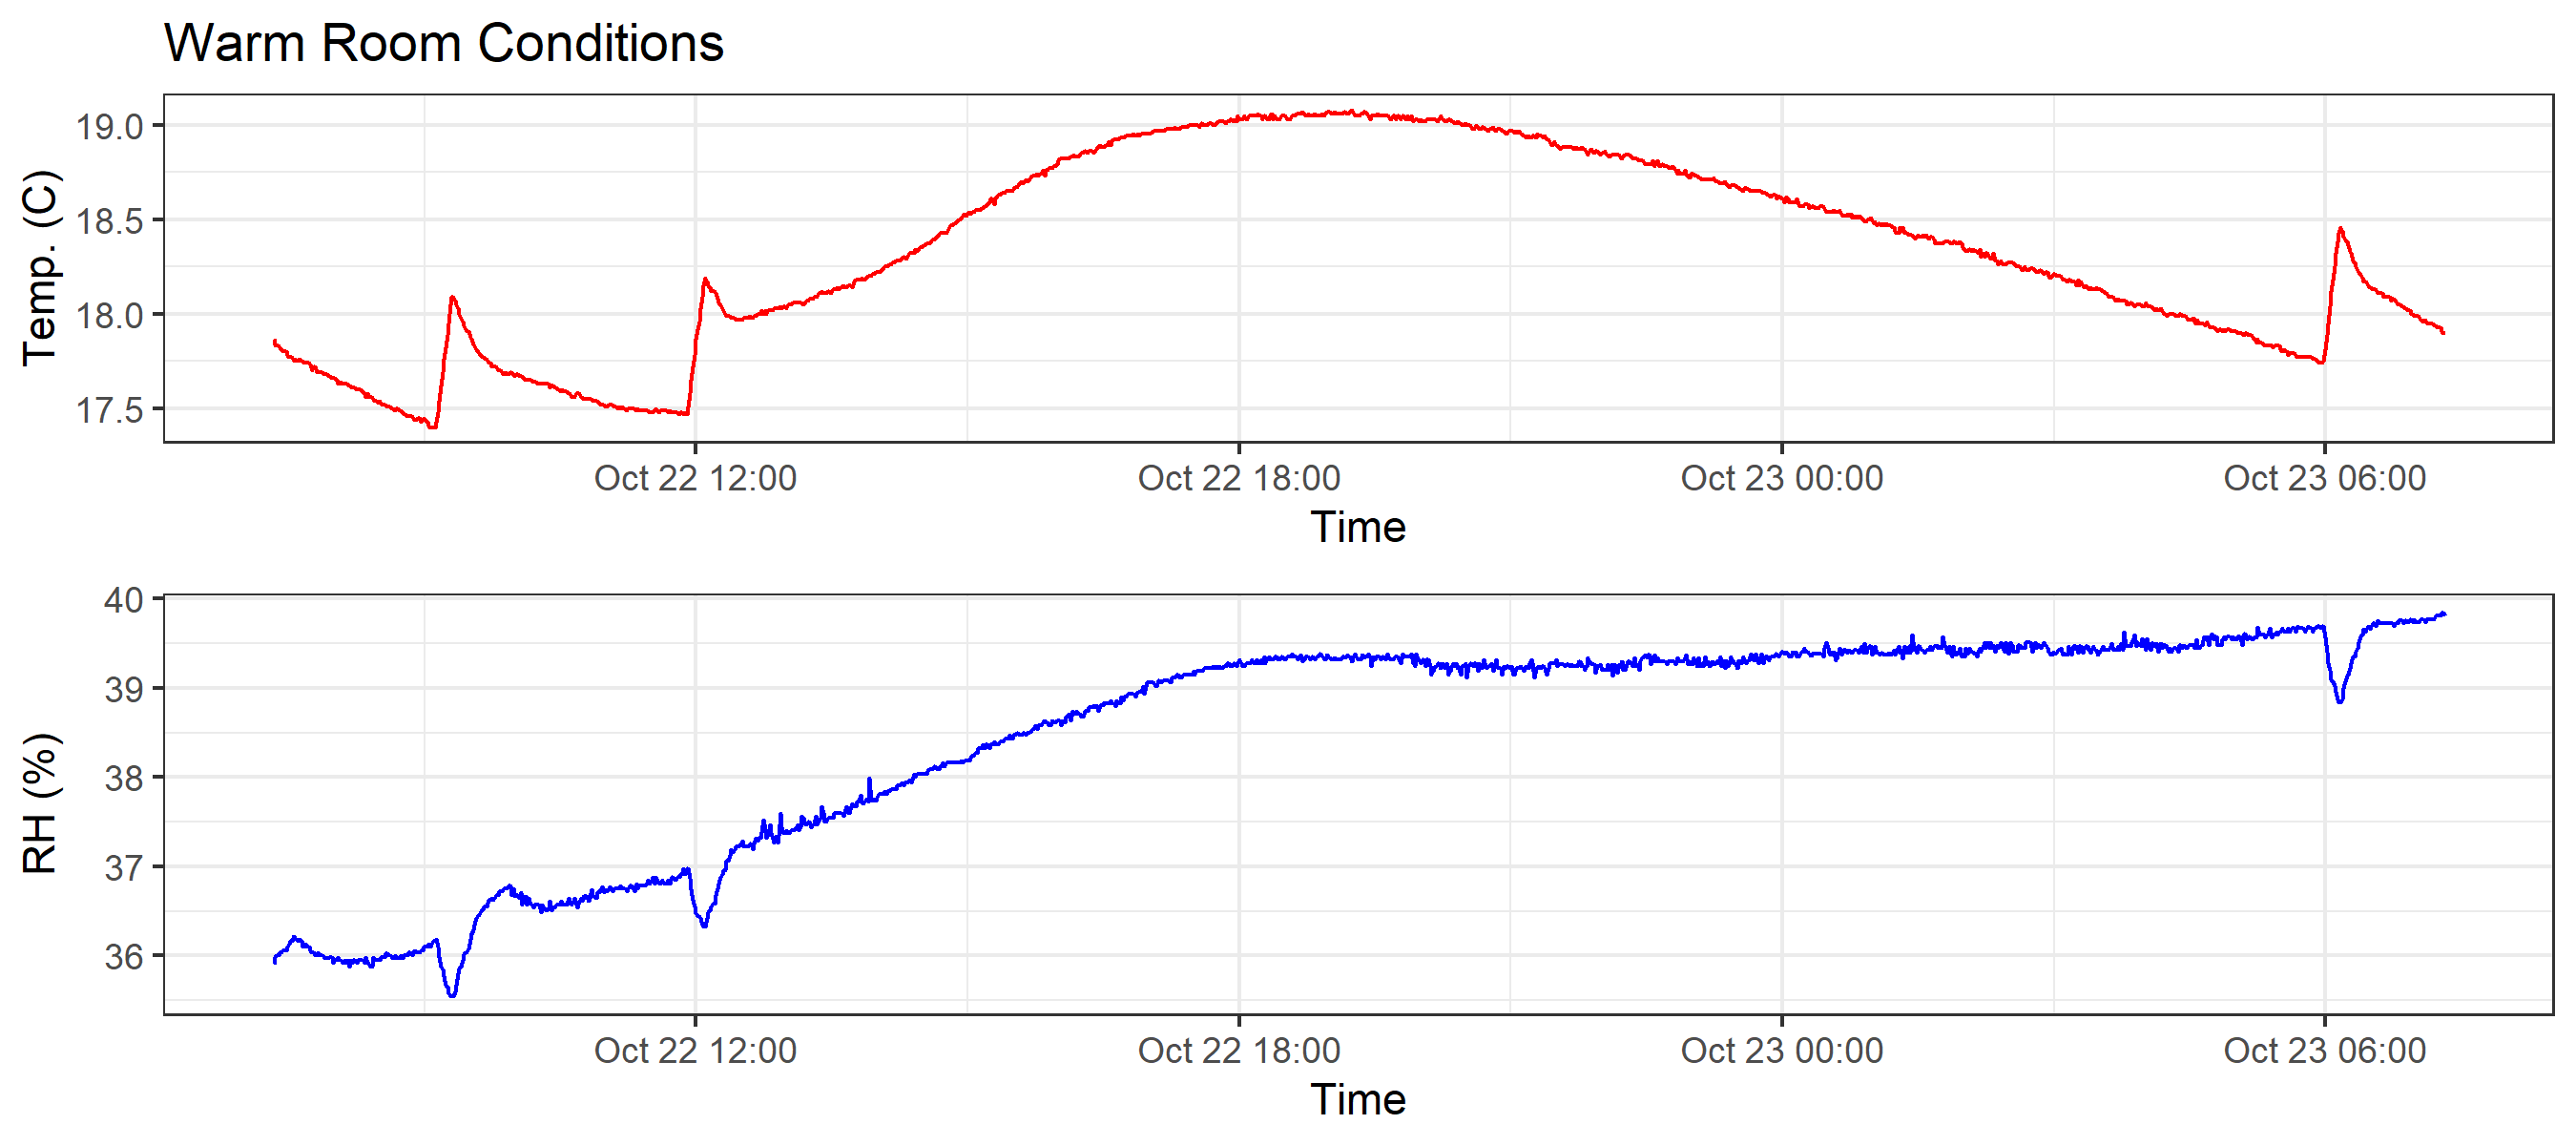 Warm Room Conditions
Temp. (C)
19.0
18.5
18.0
17.5
Oct 22 12:00 Oct 22 18:00 Oct 23 00:00 Oct 23 06:00
Time
RH (%)
40
39
38
37
36
Oct 22 12:00 Oct 22 18:00 Oct 23 00:00 Oct 23 06:00
Time